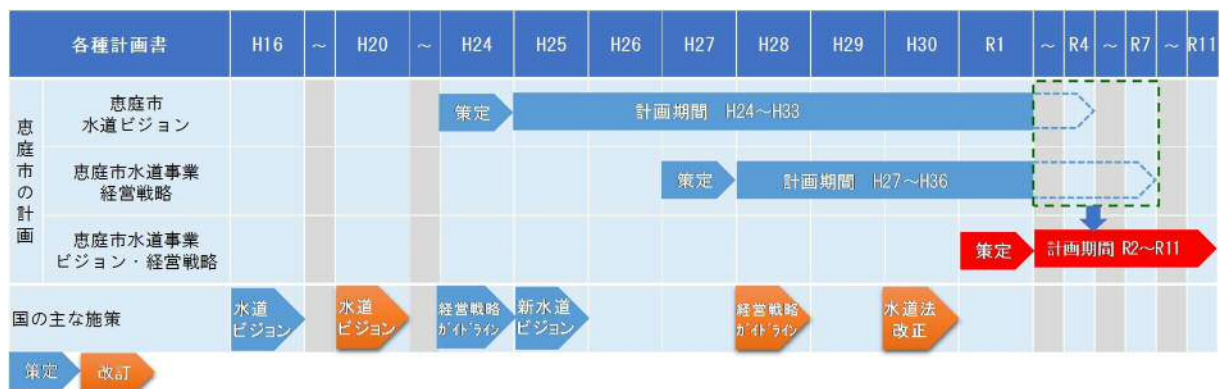 各種計画書 H16 ～ H20 ～ H24 H25 H26 H27 H28 H29 H30 R1 ～ R4 ～ R7 ～ R11
恵庭市の計画
恵庭市
水道ビジョン
策定
計画期間 H24～H33
恵庭市水道事業
経営戦略
策定
計画期間 H27～H36
恵庭市水道事業
ビジョン・経営戦略
策定
計画期間 R2～R11
国の主な施策
水道
ビジョン
水道
ビジョン
経営戦略
ｶﾞｲﾄﾞﾗｲﾝ
新水道
ビジョン
経営戦略
ｶﾞｲﾄﾞﾗｲﾝ
水道法
改正
策定
改訂